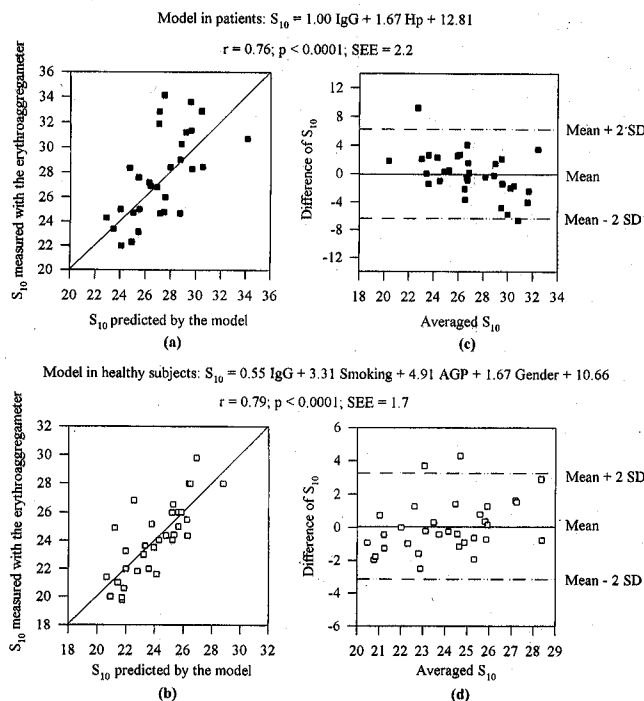 Model in patients: S10 = 1.00 IgG + 1.67 Hp + 12.81
r = 0.76; p < 0.0001; SEE = 2.2
S10 measured with the erythroaggregameter
36
34
32
30
28
26
24
22
20
20 22 24 26 28 30 32 34 36
S10 predicted by the model
(a)
Difference of S10
12
8
4
0
-4
-8
-12
Mean + 2 SD
Mean
Mean - 2 SD
20 22 24 26 28 30 32 34
Averaged S10
(c)
Model in healthy subjects: S10 = 0.55 IgG + 3.31 Smoking + 4.91 AGP + 1.67 Gender + 10.66
r = 0.79; p < 0.0001; SEE = 1.7
S10 measured with the erythroaggregameter
32
30
28
26
24
22
20
18
18 20 22 24 26 28 30 32
S10 predicted by the model
(b)
Difference of S10
6
4
2
0
-2
-4
-6
Mean + 2 SD
Mean
Mean - 2 SD
20 21 22 23 24 25 26 27 28 29
Averaged S10
(d)